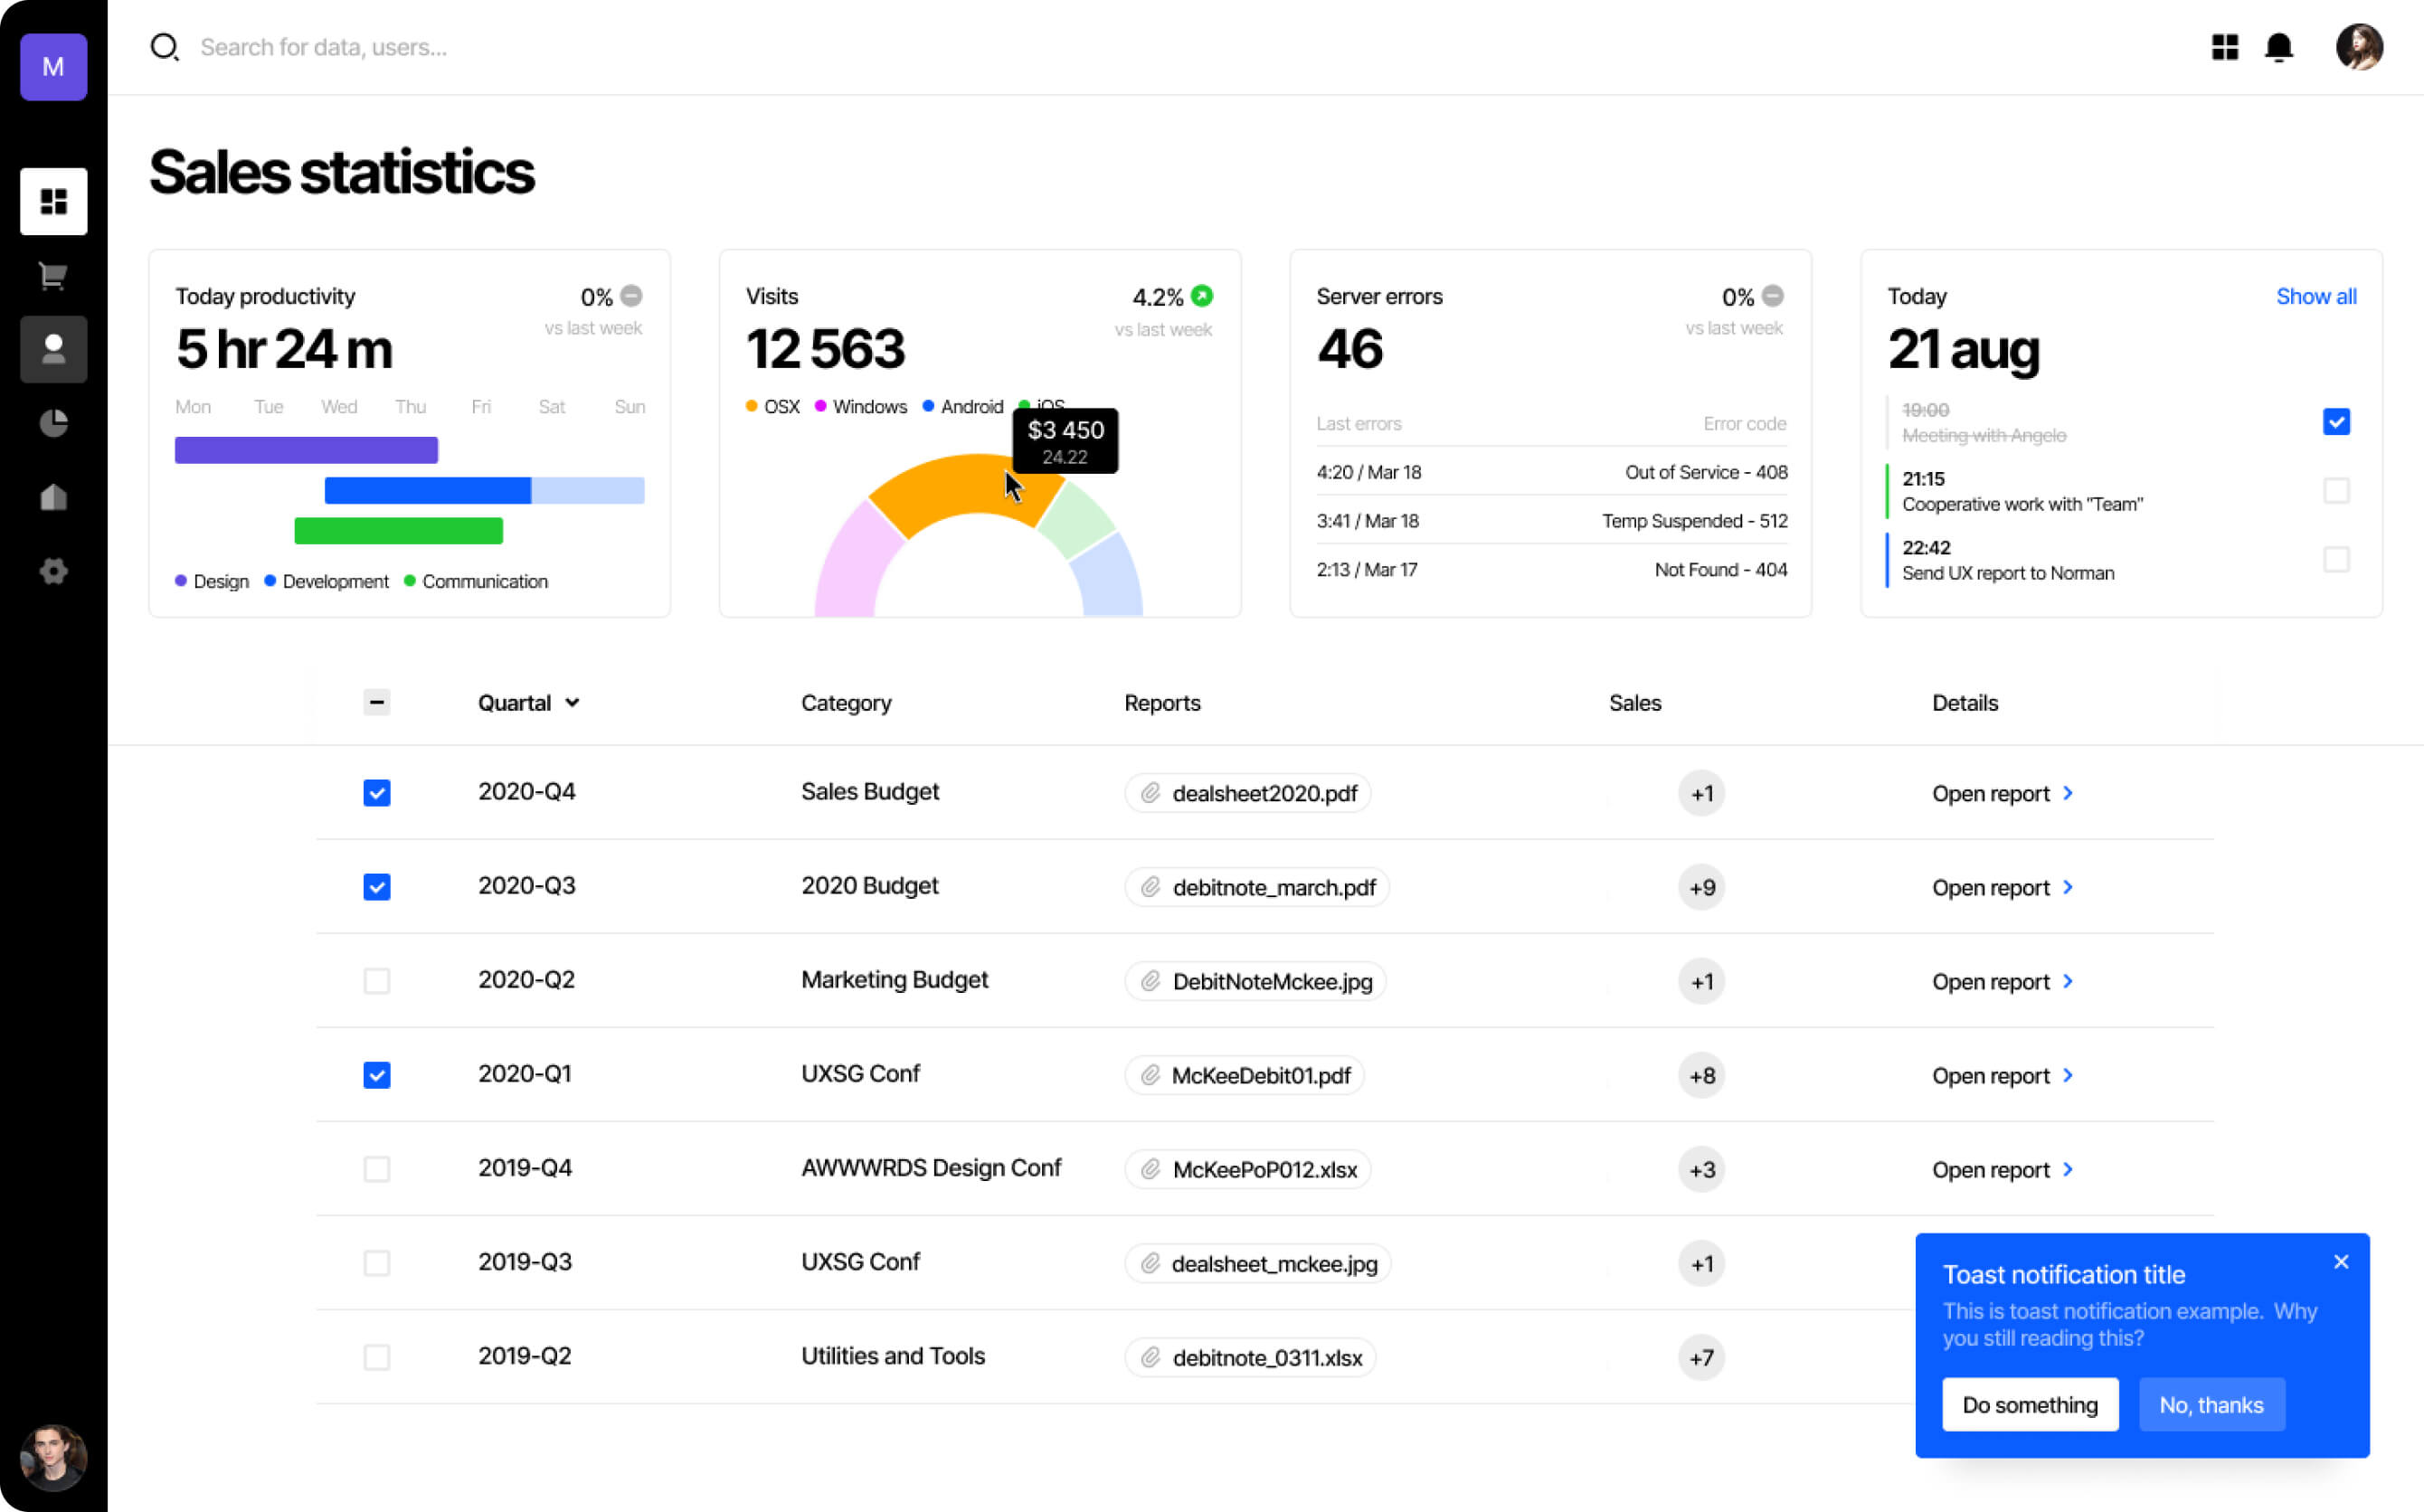 M
Search for data, users...
Sales statistics
Today productivity
0%
vs last week
5 hr 24 m
Mon Tue Wed Thu Fri Sat Sun
Design Development Communication
Visits
4.2%
vs last week
12 563
OSX Windows Android iOS
$3 450
24.22
Server errors
0%
vs last week
46
Last errors Error code
4:20 / Mar 18 Out of Service - 408
3:41 / Mar 18 Temp Suspended - 512
2:13 / Mar 17 Not Found - 404
Today
Show all
21 aug
19:00
Meeting with Angelo
21:15
Cooperative work with "Team"
22:42
Send UX report to Norman
Quartal Category Reports Sales Details
2020-Q4 Sales Budget dealsheet2020.pdf +1 Open report
2020-Q3 2020 Budget debitnote_march.pdf +9 Open report
2020-Q2 Marketing Budget DebitNoteMckee.jpg +1 Open report
2020-Q1 UXSG Conf McKeeDebit01.pdf +8 Open report
2019-Q4 AWWWRDS Design Conf McKeePoP012.xlsx +3 Open report
2019-Q3 UXSG Conf dealsheet_mckee.jpg +1
2019-Q2 Utilities and Tools debitnote_0311.xlsx +7
Toast notification title
This is toast notification example. Why
you still reading this?
Do something No, thanks